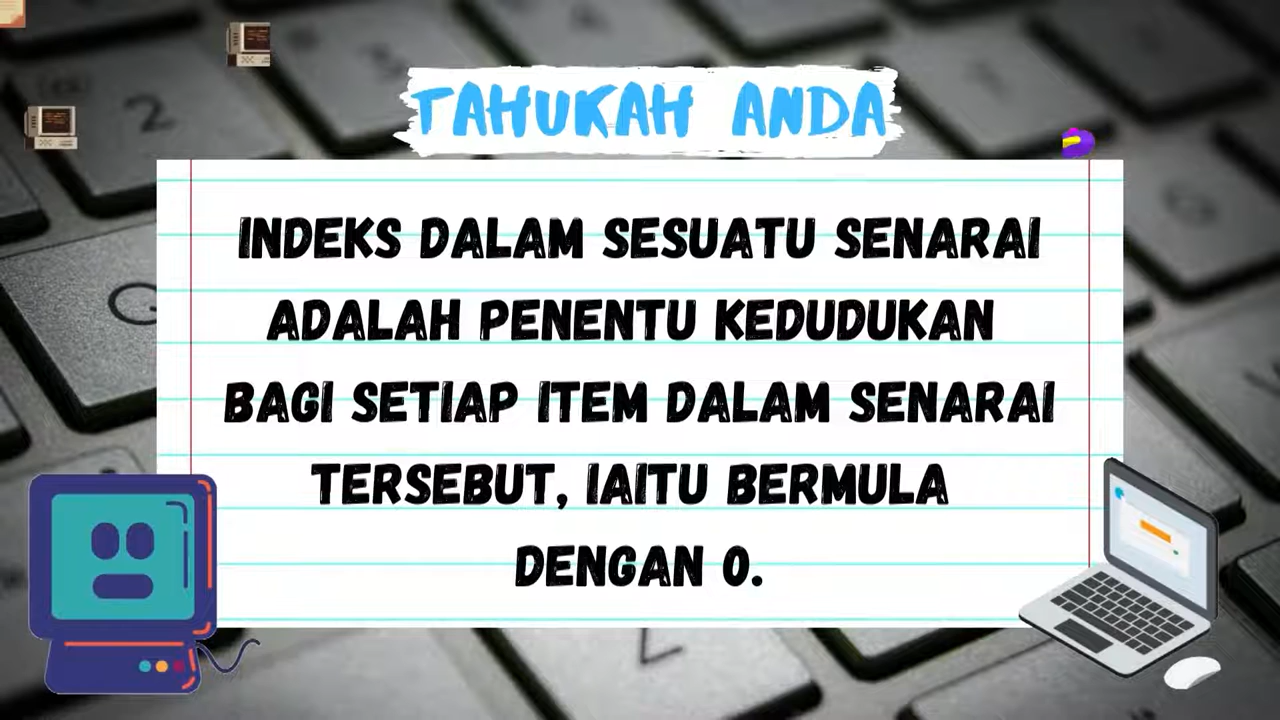 TAHUKAH ANDA
INDEKS DALAM SESUATU SENARAI
ADALAH PENENTU KEDUDUKAN
BAGI SETIAP ITEM DALAM SENARAI
TERSEBUT, IAITU BERMULA
DENGAN 0.